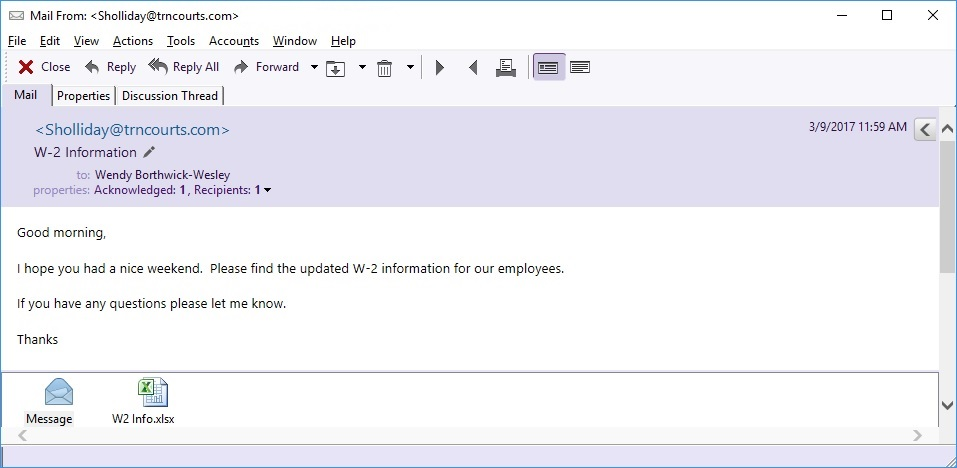 Mail From: <Sholliday@trncourts.com>
File Edit View Actions Tools Accounts Window Help
Close Reply Reply All Forward
Mail Properties Discussion Thread
<Sholliday@trncourts.com>
3/9/2017 11:59 AM
W-2 Information
to: Wendy Borthwick-Wesley
properties: Acknowledged: 1, Recipients: 1
Good morning,
I hope you had a nice weekend.  Please find the updated W-2 information for our employees.
If you have any questions please let me know.
Thanks
Message W2 Info.xlsx